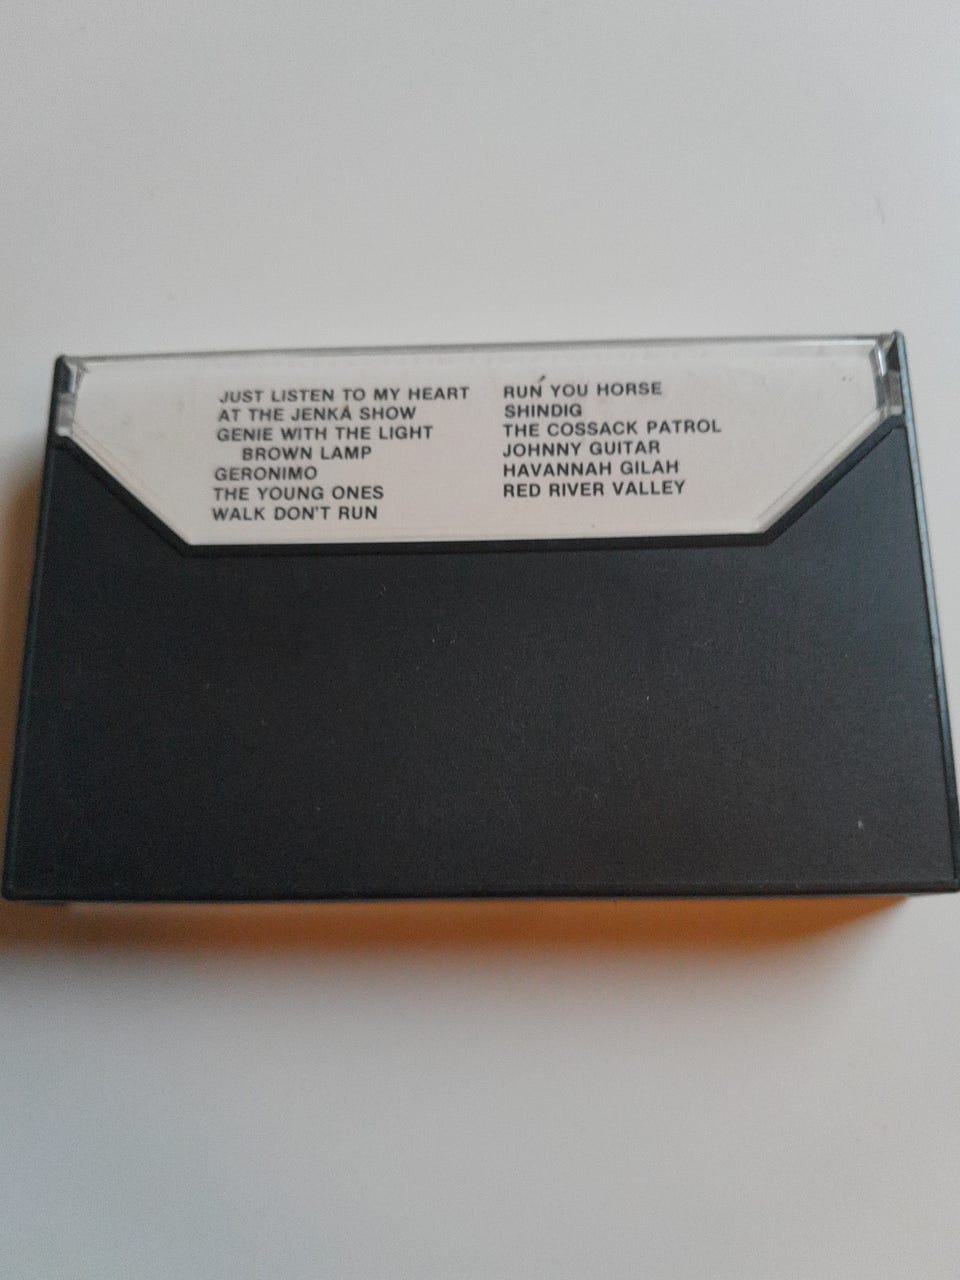 JUST LISTEN TO MY HEART
AT THE JENKA SHOW
GENIE WITH THE LIGHT
BROWN LAMP
GERONIMO
THE YOUNG ONES
WALK DON'T RUN
RUN YOU HORSE
SHINDIG
THE COSSACK PATROL
JOHNNY GUITAR
HAVANNAH GILAH
RED RIVER VALLEY